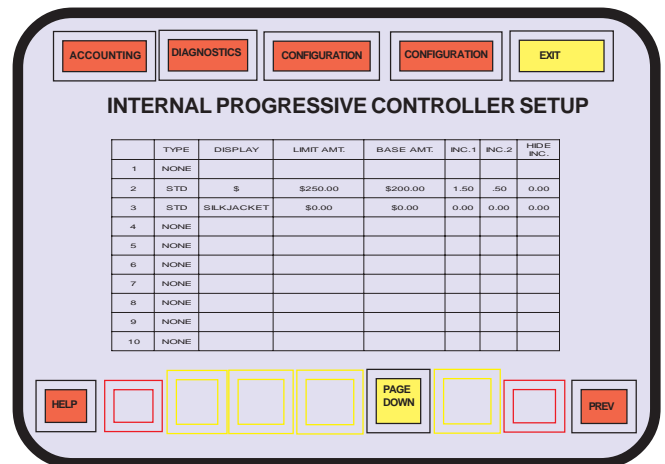 ACCOUNTING DIAGNOSTICS CONFIGURATION CONFIGURATION EXIT
INTERNAL PROGRESSIVE CONTROLLER SETUP
TYPE DISPLAY LIMIT AMT. BASE AMT. INC.1 INC.2 HIDE INC.
1 NONE
2 STD $ $250.00 $200.00 1.50 .50 0.00
3 STD SILKJACKET $0.00 $0.00 0.00 0.00 0.00
4 NONE
5 NONE
6 NONE
7 NONE
8 NONE
9 NONE
10 NONE
HELP PAGE DOWN PREV